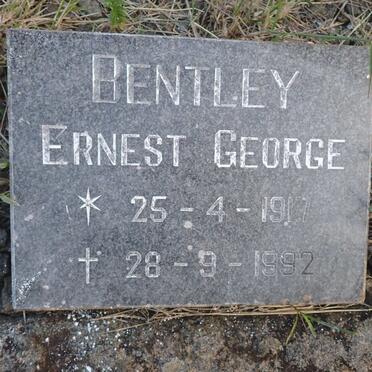 BENTLEY
ERNEST GEORGE
* 25 - 4 - 1917
† 28 - 9 - 1992